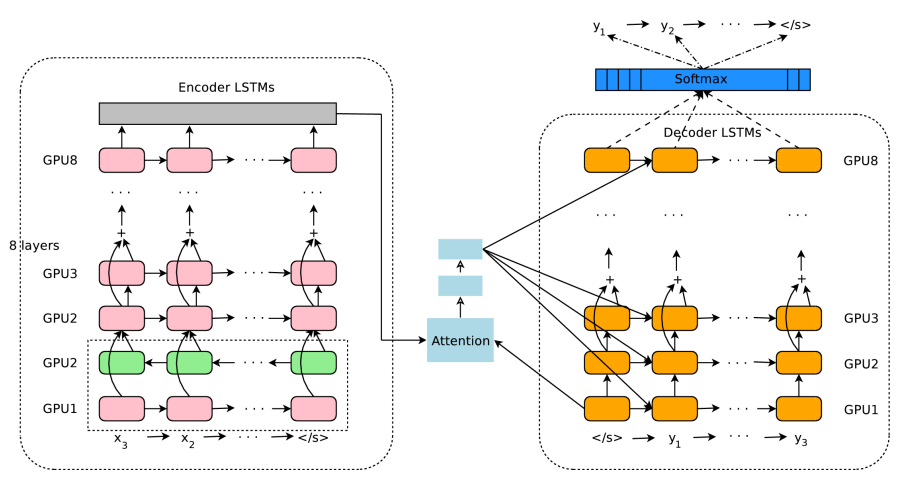 y1 y2 . . . </s>
Softmax
Encoder LSTMs
Decoder LSTMs
GPU8
GPU8
. . .
. . .
. . .
. . .
. . .
. . .
. . .
. . .
+ + +
8 layers
GPU3
. . .
+ + +
GPU2
. . .
GPU2
. . .
GPU1
. . .
x3 x2 . . . </s>
Attention
GPU3
. . .
GPU2
. . .
GPU1
. . .
</s> y1 . . . y3